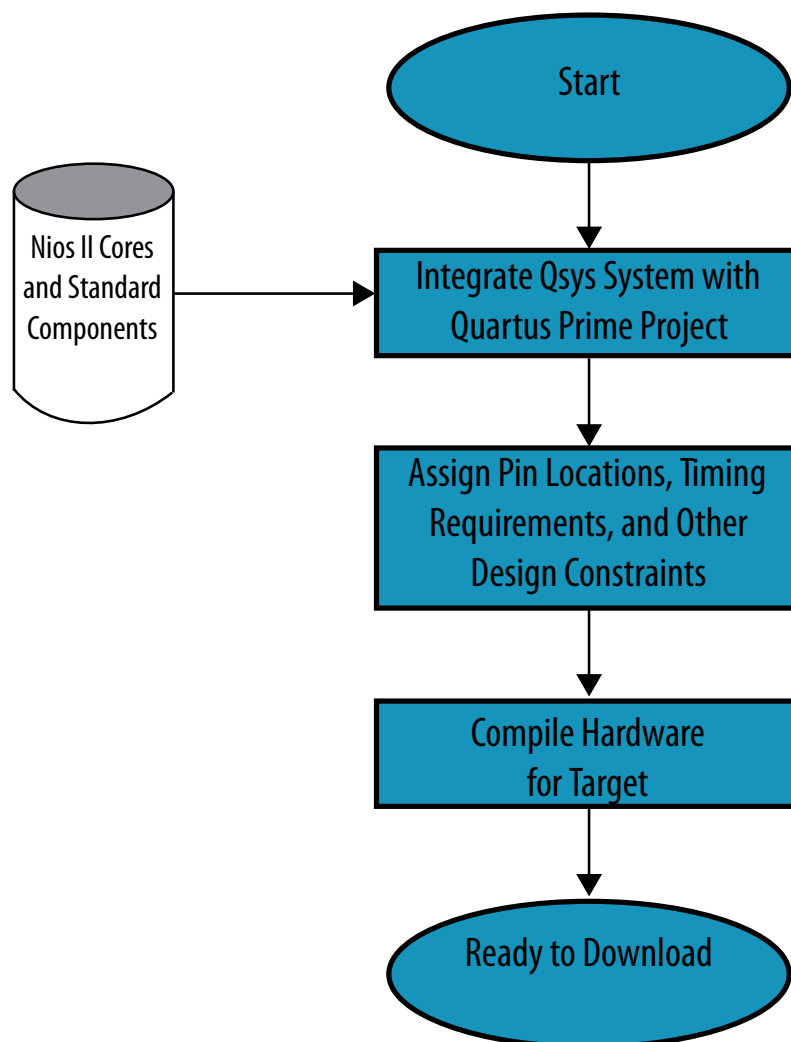 Start
Nios II Cores
and Standard
Components
Integrate Qsys System with
Quartus Prime Project
Assign Pin Locations, Timing
Requirements, and Other
Design Constraints
Compile Hardware
for Target
Ready to Download